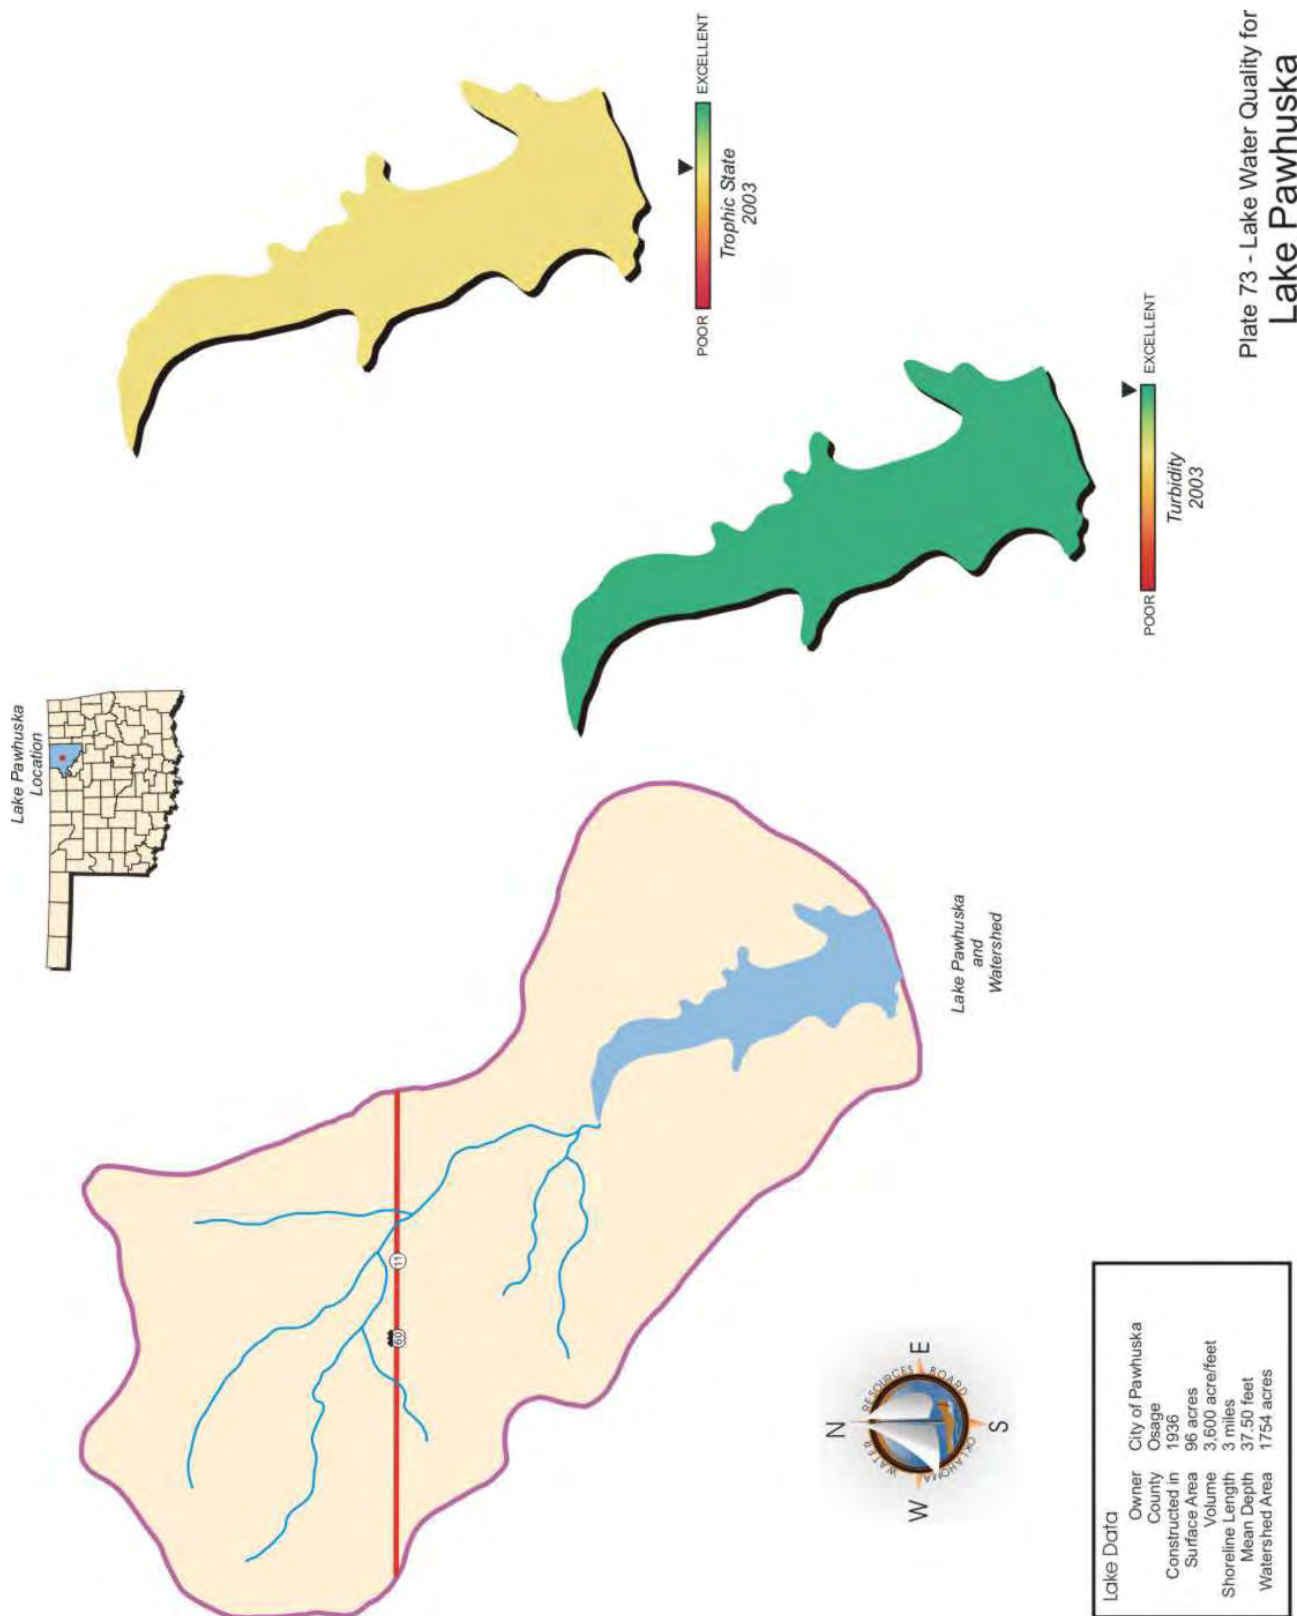 Plate 73 - Lake Water Quality for
Lake Pawhuska
Lake Pawhuska
Location
POOR
EXCELLENT
Trophic State
2003
POOR
EXCELLENT
Turbidity
2003
Lake Pawhuska
and
Watershed
11
60
N
W
E
S
WATER RESOURCES BOARD
OKLAHOMA
Lake Data
Owner City of Pawhuska
County Osage
Constructed in 1936
Surface Area 96 acres
Volume 3,600 acre/feet
Shoreline Length 3 miles
Mean Depth 37.50 feet
Watershed Area 1754 acres